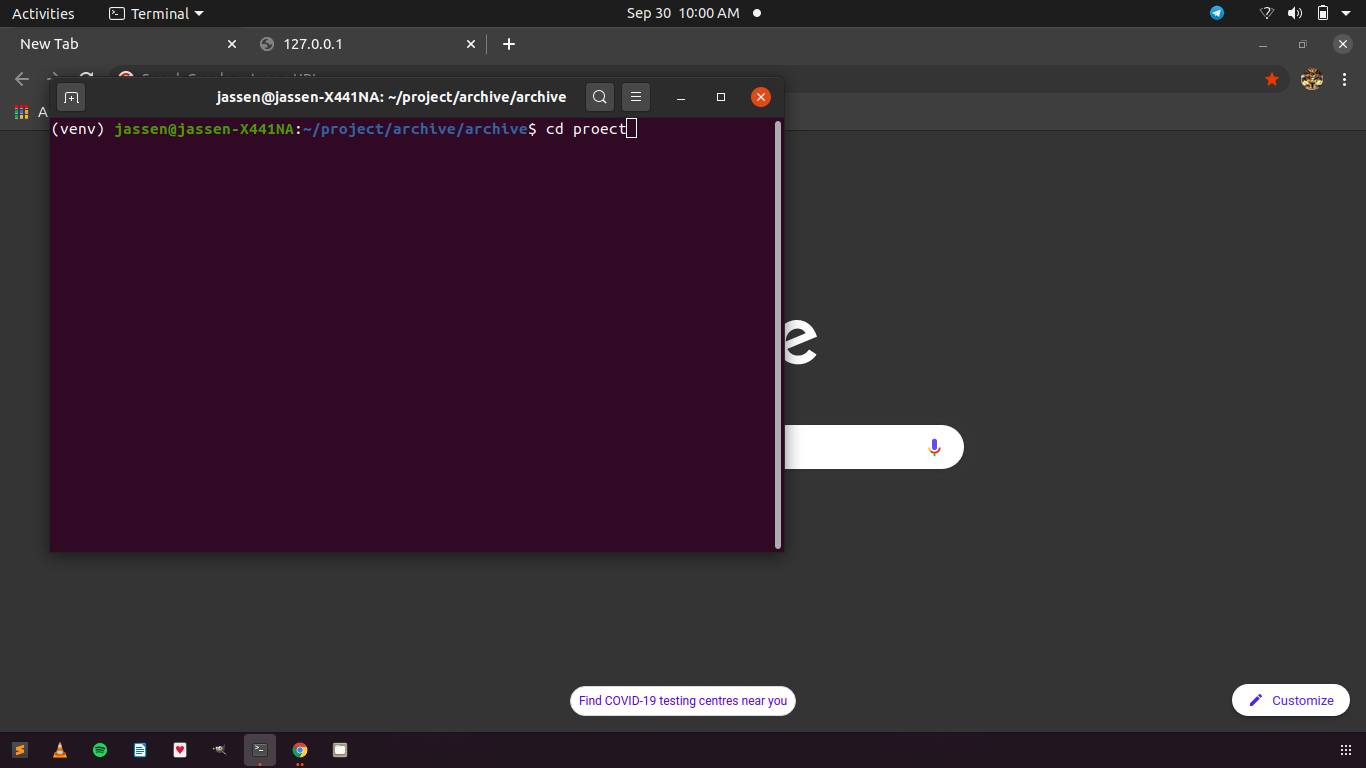 Activities
Terminal
Sep 30 10:00 AM
New Tab
127.0.0.1
jassen@jassen-X441NA: ~/project/archive/archive
A
(venv) jassen@jassen-X441NA:~/project/archive/archive$ cd proect
e
Find COVID-19 testing centres near you
Customize